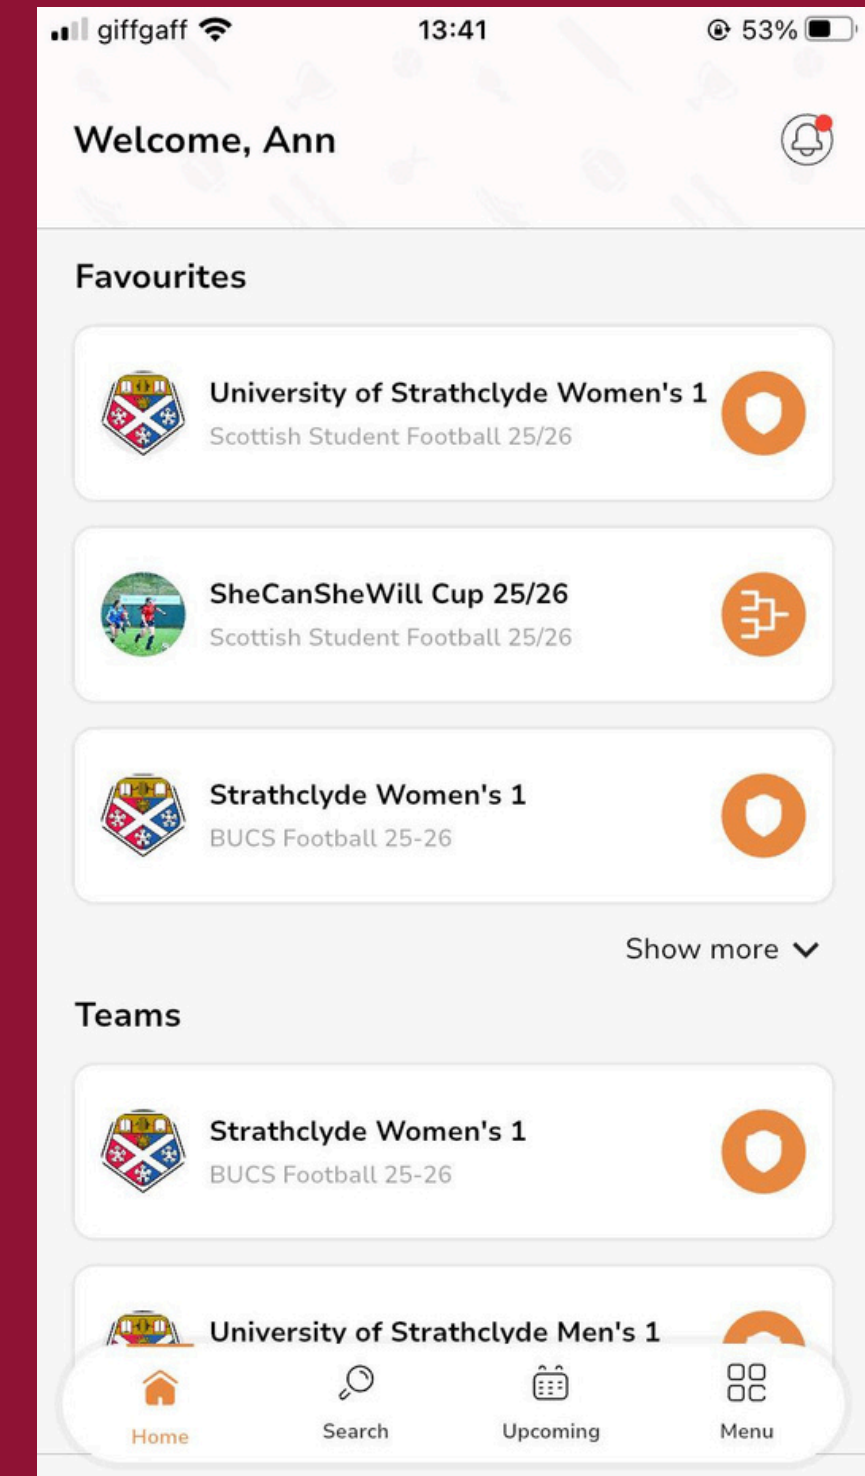 giffgaff 13:41 53%
Welcome, Ann
Favourites
University of Strathclyde Women's 1
Scottish Student Football 25/26
SheCanSheWill Cup 25/26
Scottish Student Football 25/26
Strathclyde Women's 1
BUCS Football 25-26
Show more
Teams
Strathclyde Women's 1
BUCS Football 25-26
University of Strathclyde Men's 1
Home Search Upcoming Menu